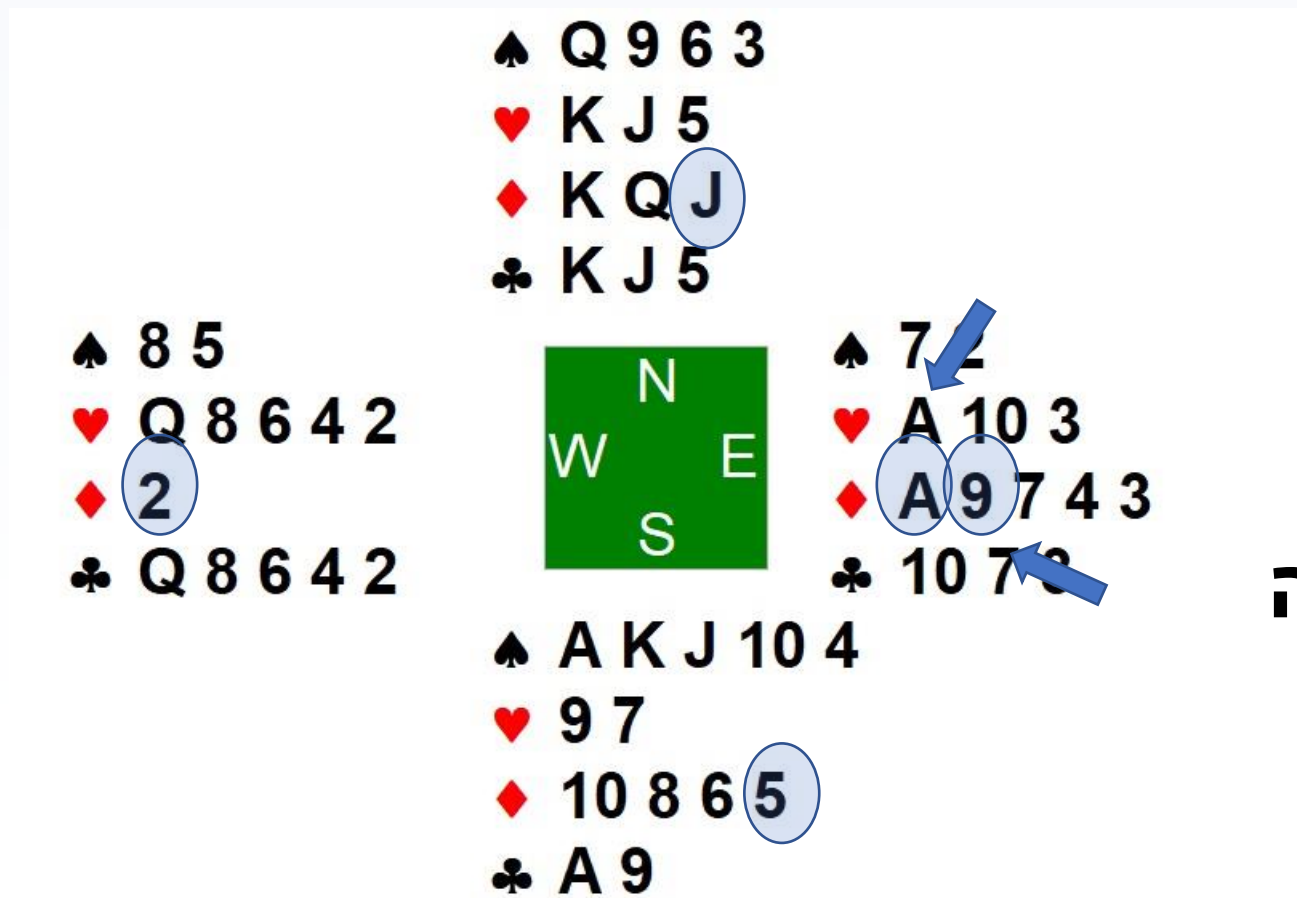 ♠ Q 9 6 3
♥ K J 5
♦ K Q J
♣ K J 5
♠ 8 5
♥ Q 8 6 4 2
♦ 2
♣ Q 8 6 4 2
N
W E
S
♠ 7 2
♥ A 10 3
♦ A 9 7 4 3
♣ 10 7 3
♠ A K J 10 4
♥ 9 7
♦ 10 8 6 5
♣ A 9